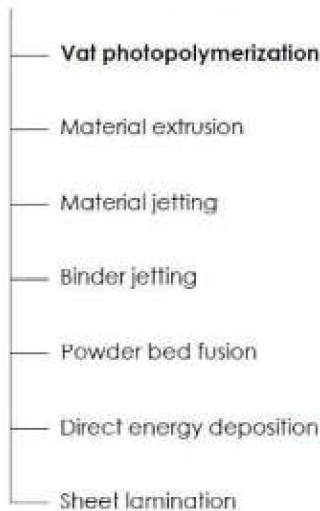 Vat photopolymerization
Material extrusion
Material jetting
Binder jetting
Powder bed fusion
Direct energy deposition
Sheet lamination